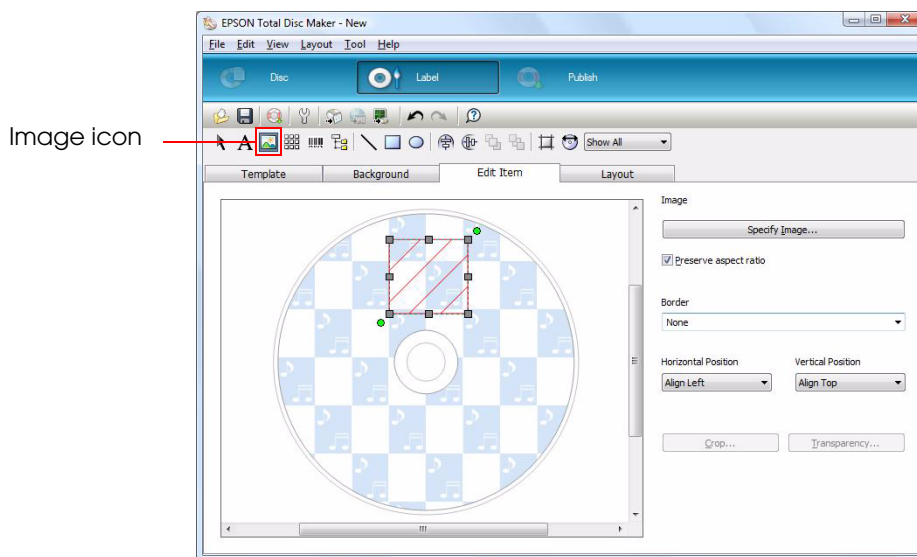 EPSON Total Disc Maker - New
File Edit View Layout Tool Help
Disc Label Publish
Image icon
A Show All
Template Background Edit Item Layout
Image
Specify Image...
Preserve aspect ratio
Border
None
Horizontal Position Vertical Position
Align Left Align Top
Crop... Transparency...